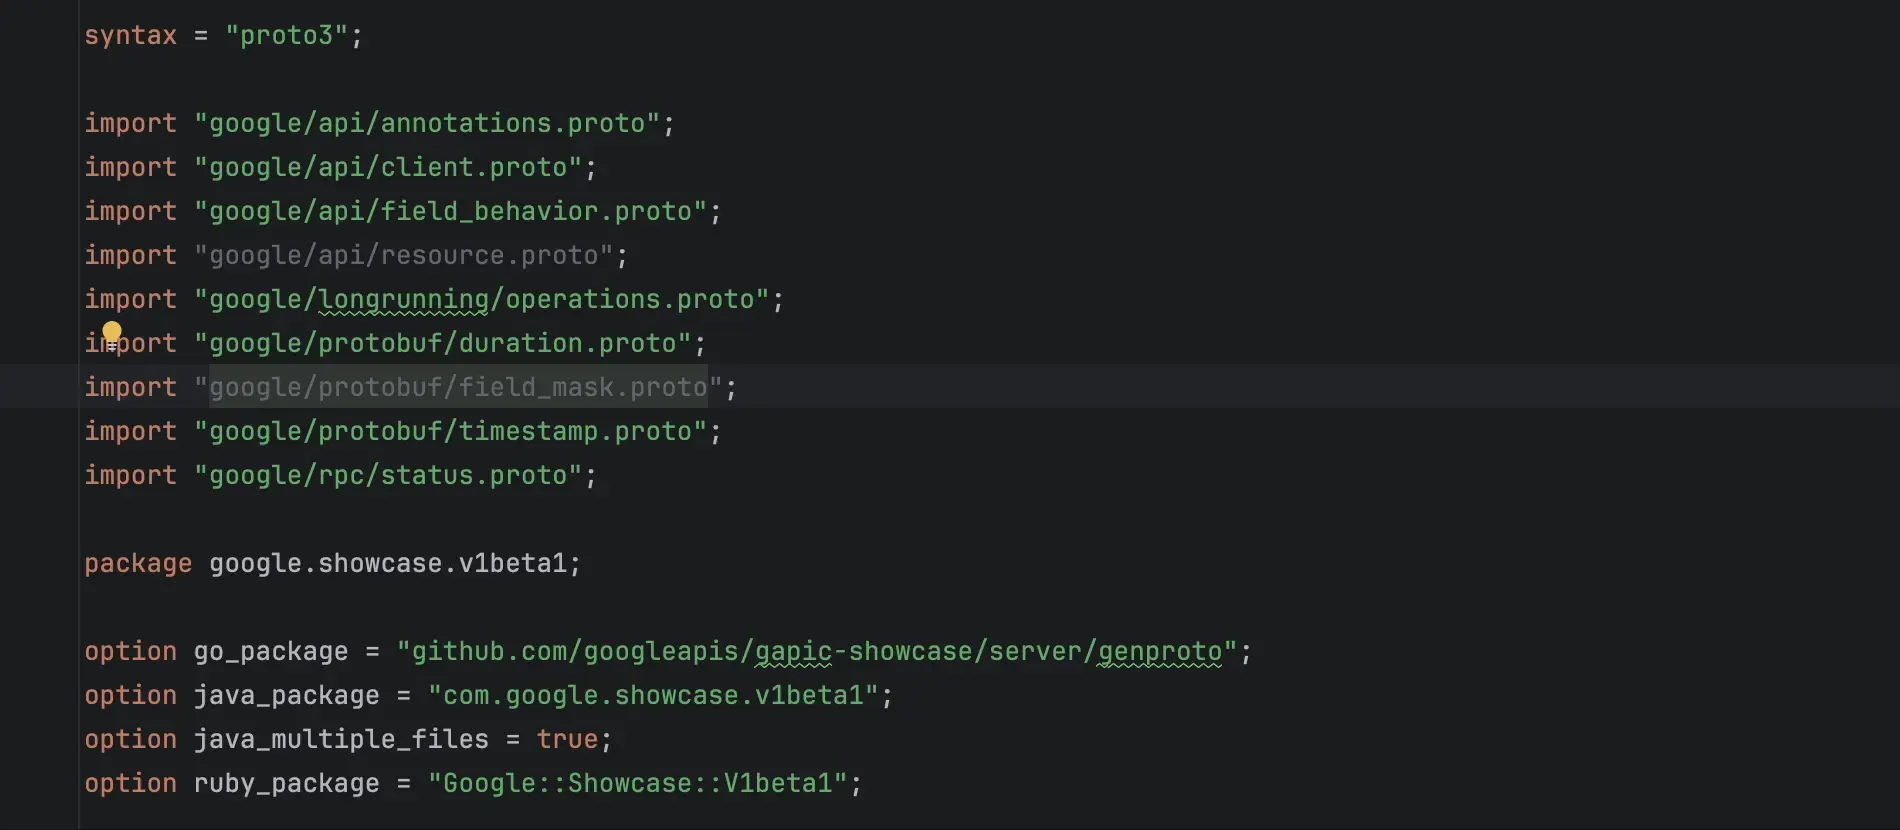 syntax = "proto3";
import "google/api/annotations.proto";
import "google/api/client.proto";
import "google/api/field_behavior.proto";
import "google/api/resource.proto";
import "google/longrunning/operations.proto";
import "google/protobuf/duration.proto";
import "google/protobuf/field_mask.proto";
import "google/protobuf/timestamp.proto";
import "google/rpc/status.proto";
package google.showcase.v1beta1;
option go_package = "github.com/googleapis/gapic-showcase/server/genproto";
option java_package = "com.google.showcase.v1beta1";
option java_multiple_files = true;
option ruby_package = "Google::Showcase::V1beta1";